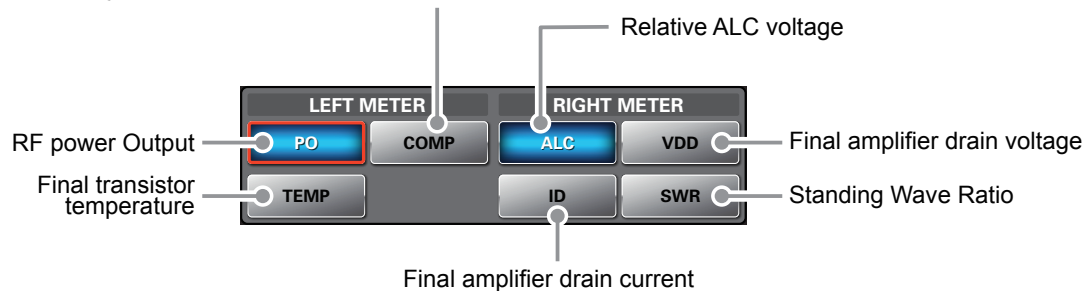 Relative ALC voltage
LEFT METER
RIGHT METER
RF power Output
PO
COMP
ALC
VDD
Final amplifier drain voltage
Final transistor
temperature
TEMP
ID
SWR
Standing Wave Ratio
Final amplifier drain current